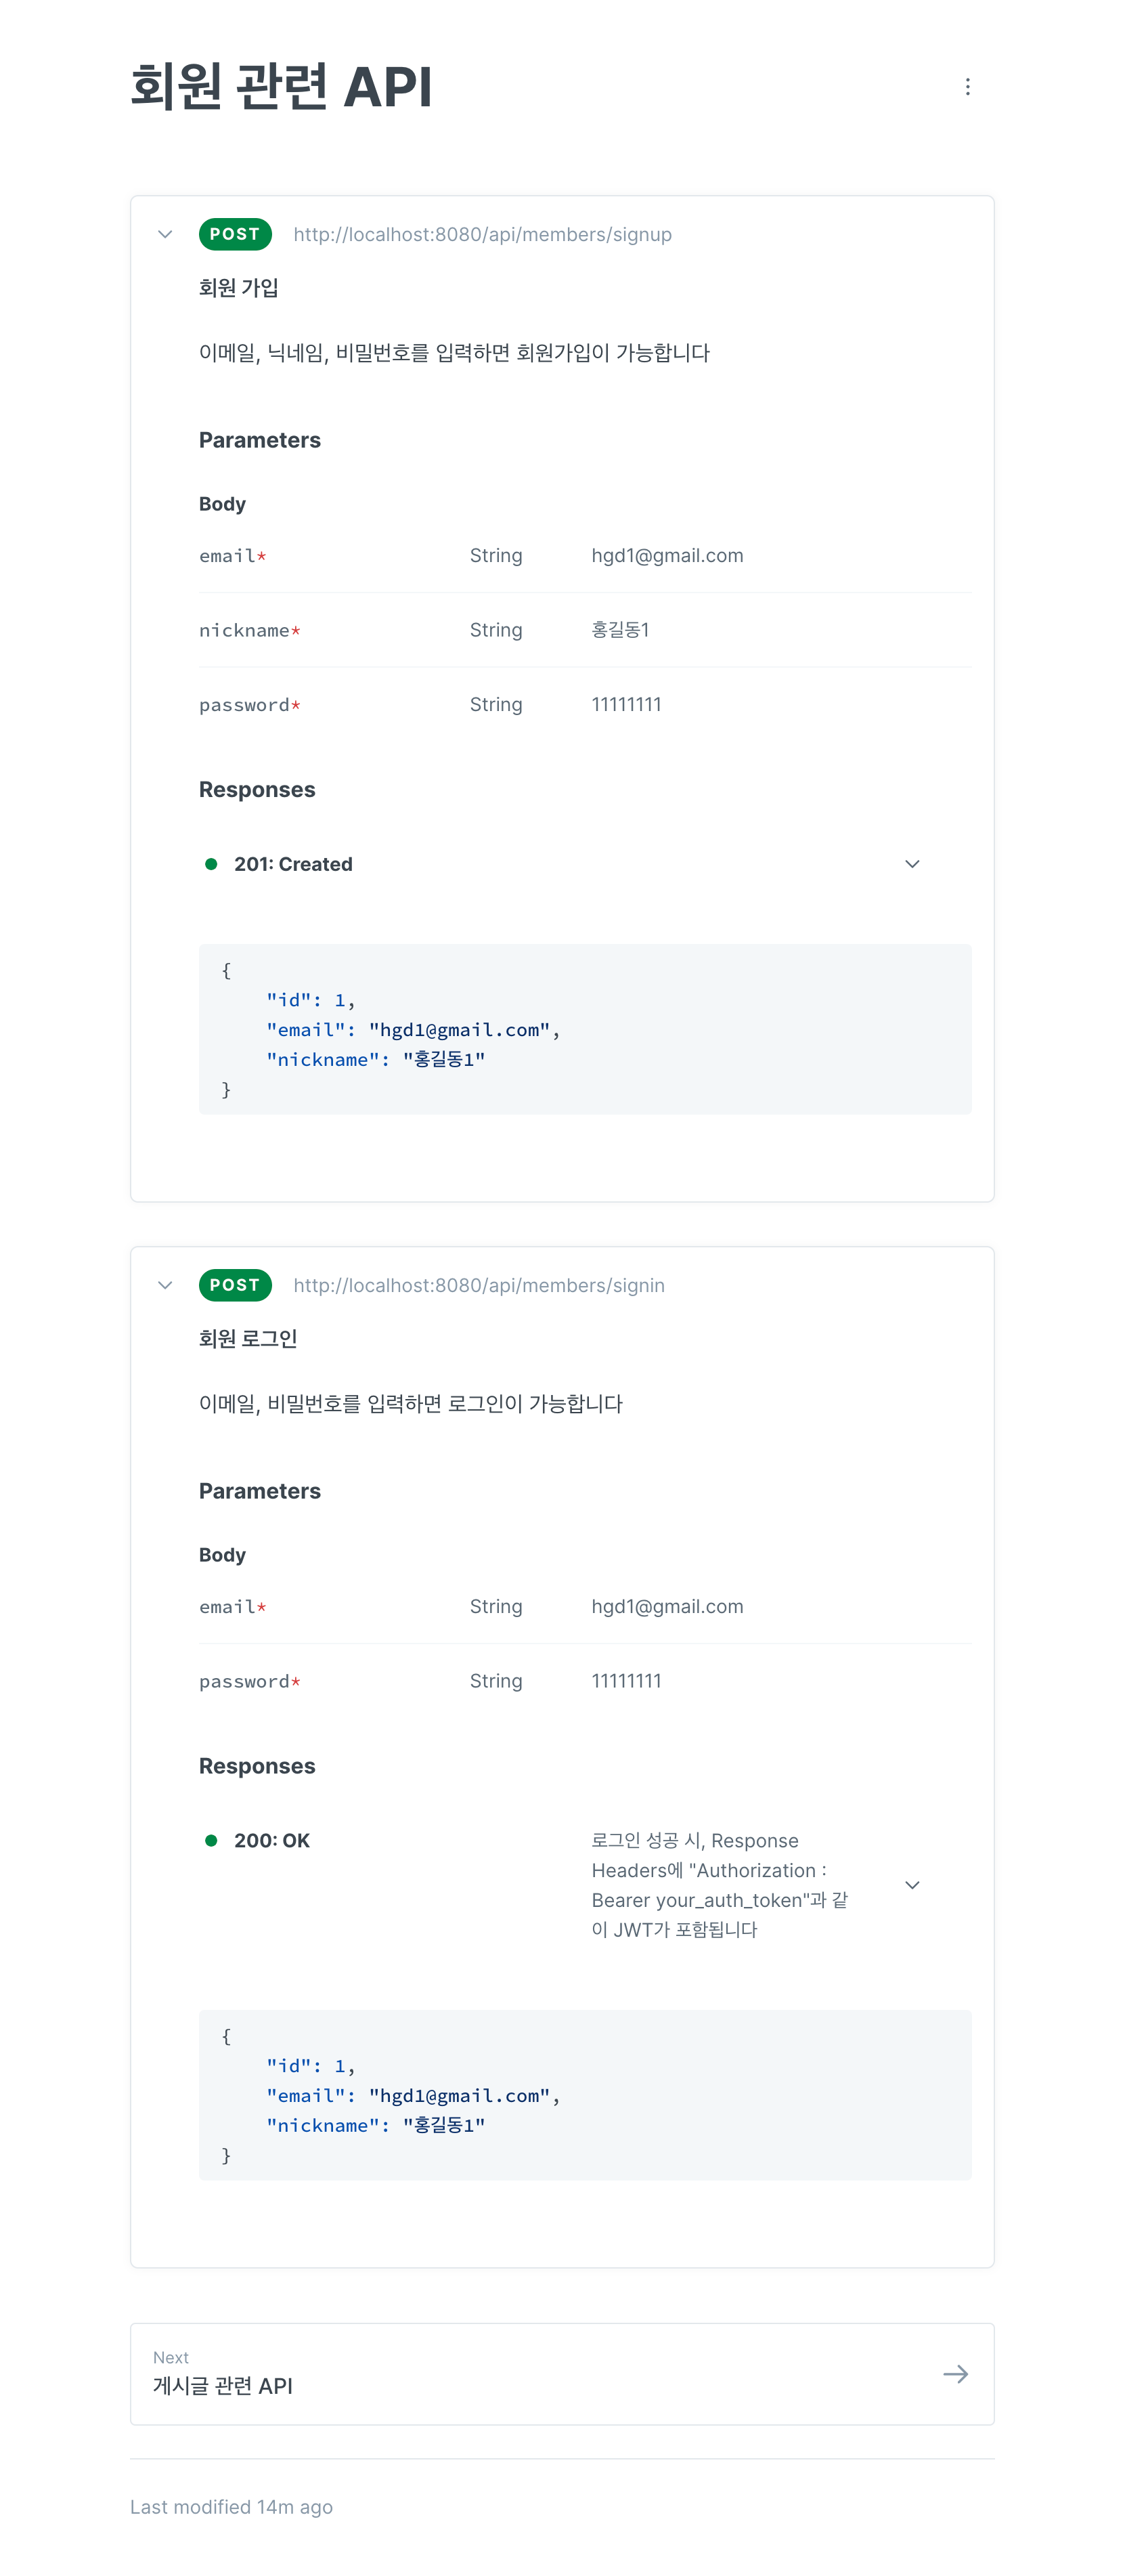 회원 관련 API
POST http://localhost:8080/api/members/signup
회원 가입
이메일, 닉네임, 비밀번호를 입력하면 회원가입이 가능합니다
Parameters
Body
email* String hgd1@gmail.com
nickname* String 홍길동1
password* String 11111111
Responses
201: Created
{
"id": 1,
"email": "hgd1@gmail.com",
"nickname": "홍길동1"
}
POST http://localhost:8080/api/members/signin
회원 로그인
이메일, 비밀번호를 입력하면 로그인이 가능합니다
Parameters
Body
email* String hgd1@gmail.com
password* String 11111111
Responses
200: OK 로그인 성공 시, Response
Headers에 "Authorization :
Bearer your_auth_token"과 같
이 JWT가 포함됩니다
{
"id": 1,
"email": "hgd1@gmail.com",
"nickname": "홍길동1"
}
Next
게시글 관련 API
Last modified 14m ago